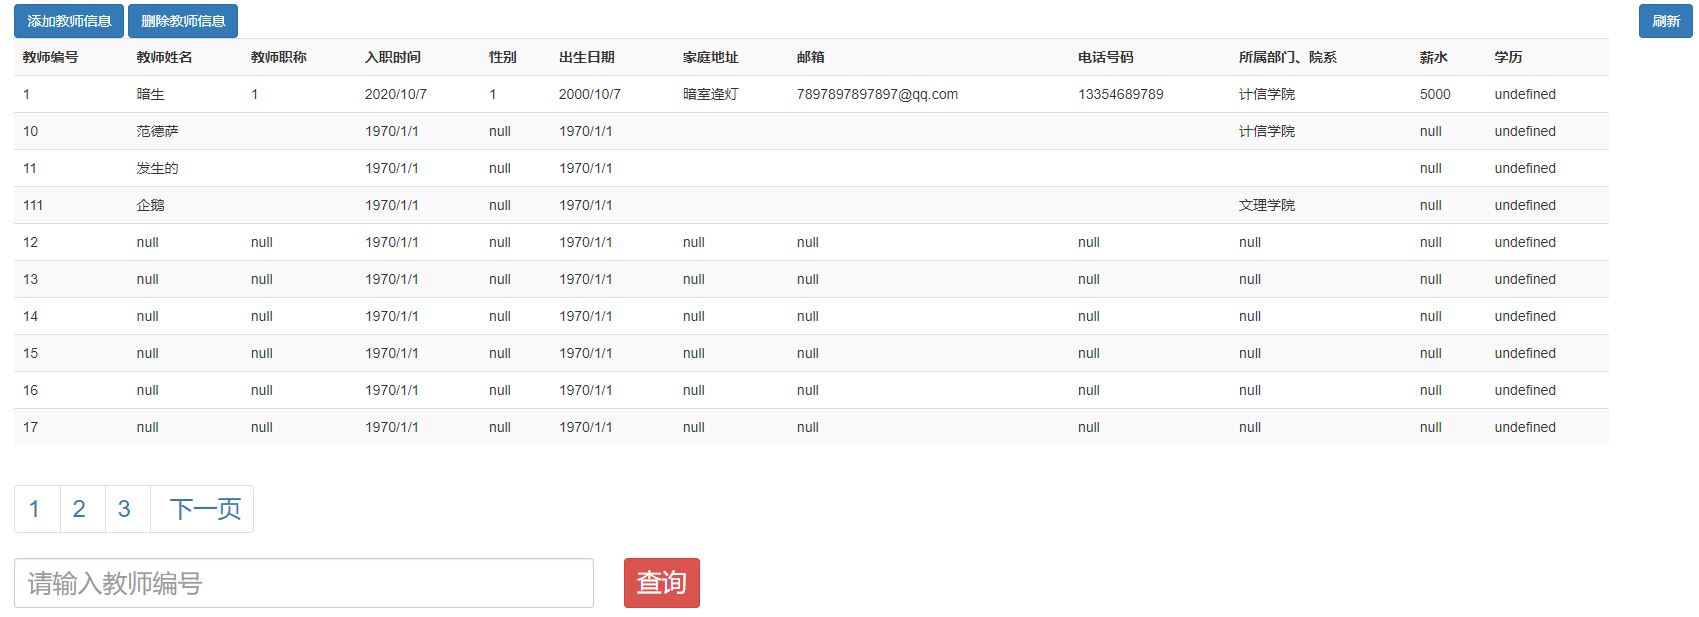 添加教师信息 删除教师信息 刷新
教师编号 教师姓名 教师职称 入职时间 性别 出生日期 家庭地址 邮箱 电话号码 所属部门、院系 薪水 学历
1 暗生 1 2020/10/7 1 2000/10/7 暗室逢灯 7897897897897@qq.com 13354689789 计信学院 5000 undefined
10 范德萨 1970/1/1 null 1970/1/1 计信学院 null undefined
11 发生的 1970/1/1 null 1970/1/1 null undefined
111 企鹅 1970/1/1 null 1970/1/1 文理学院 null undefined
12 null null 1970/1/1 null 1970/1/1 null null null null null undefined
13 null null 1970/1/1 null 1970/1/1 null null null null null undefined
14 null null 1970/1/1 null 1970/1/1 null null null null null undefined
15 null null 1970/1/1 null 1970/1/1 null null null null null undefined
16 null null 1970/1/1 null 1970/1/1 null null null null null undefined
17 null null 1970/1/1 null 1970/1/1 null null null null null undefined
1 2 3 下一页
请输入教师编号 查询